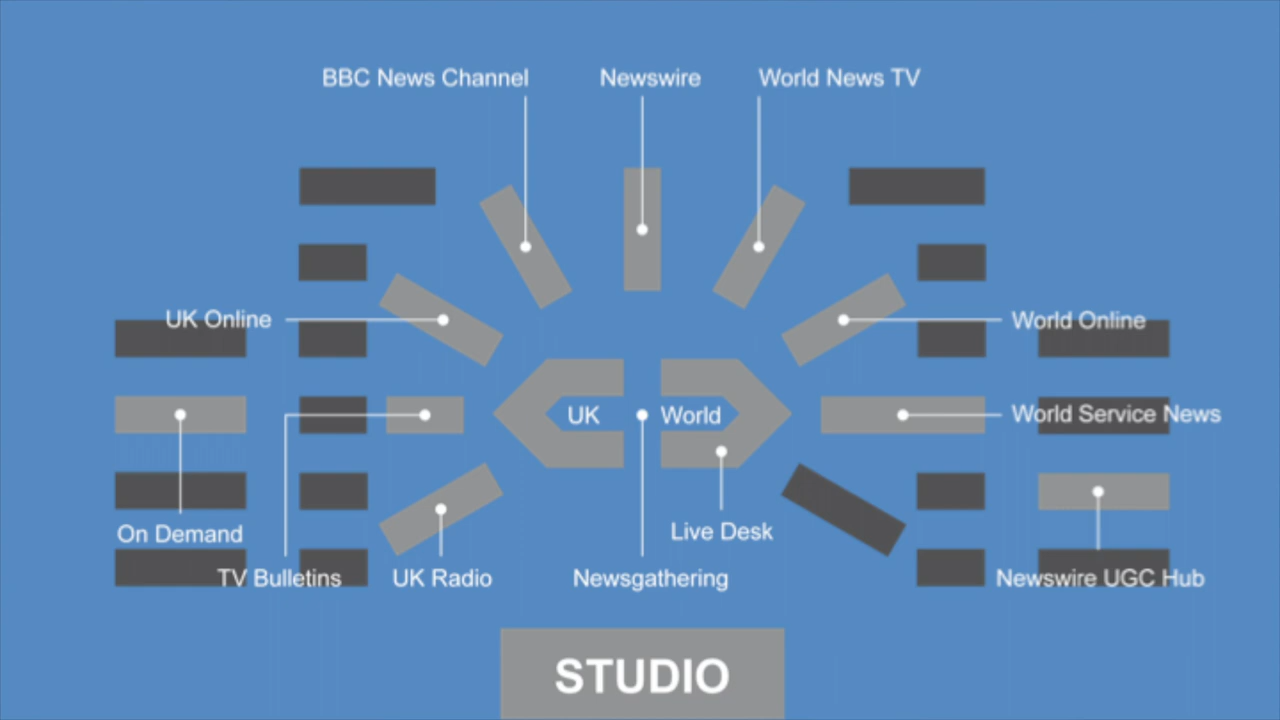 BBC News Channel
Newswire
World News TV
UK Online
World Online
UK
World
World Service News
On Demand
Live Desk
TV Bulletins
UK Radio
Newsgathering
Newswire UGC Hub
STUDIO